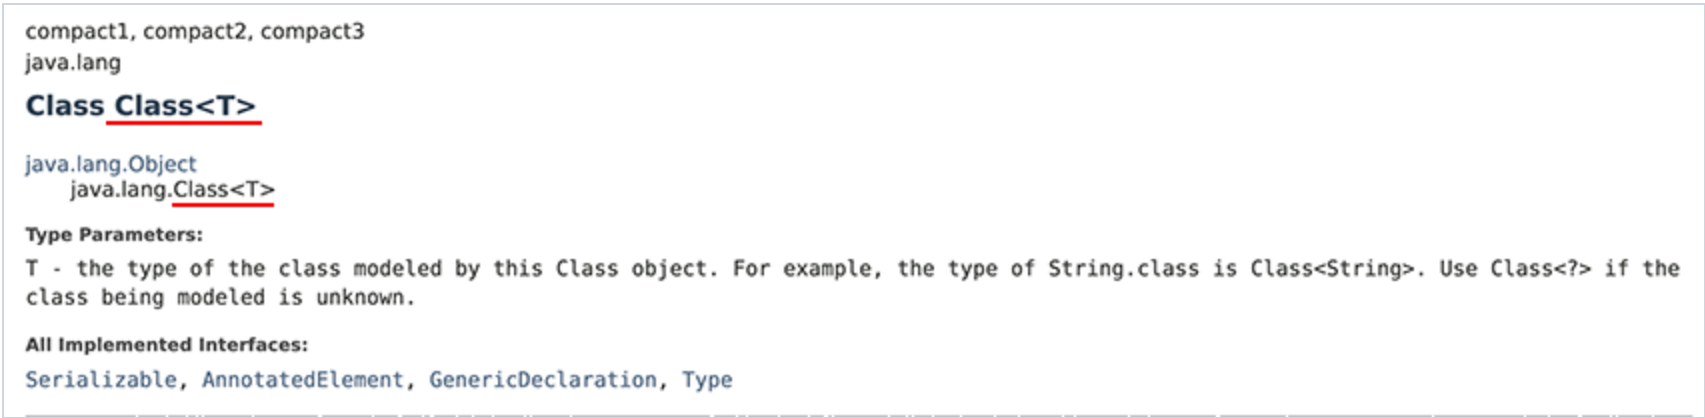 compact1, compact2, compact3
java.lang
Class Class<T>
java.lang.Object
java.lang.Class<T>
Type Parameters:
T - the type of the class modeled by this Class object. For example, the type of String.class is Class<String>. Use Class<?> if the
class being modeled is unknown.
All Implemented Interfaces:
Serializable, AnnotatedElement, GenericDeclaration, Type